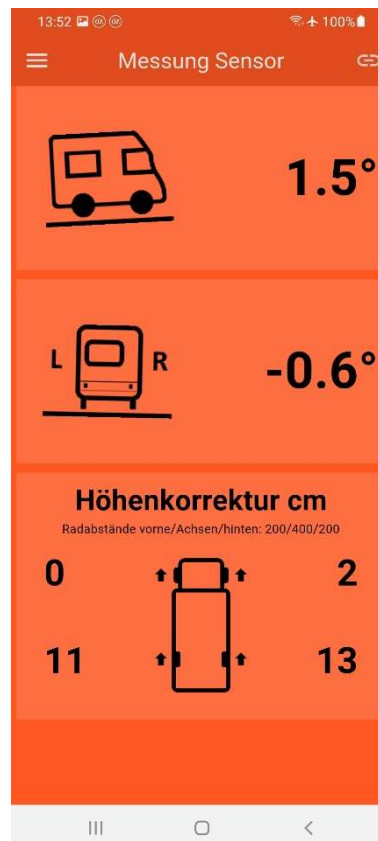 13:52 100%
Messung Sensor
1.5°
L R -0.6°
Höhenkorrektur cm
Radabstände vorne/Achsen/hinten: 200/400/200
0 2
11 13